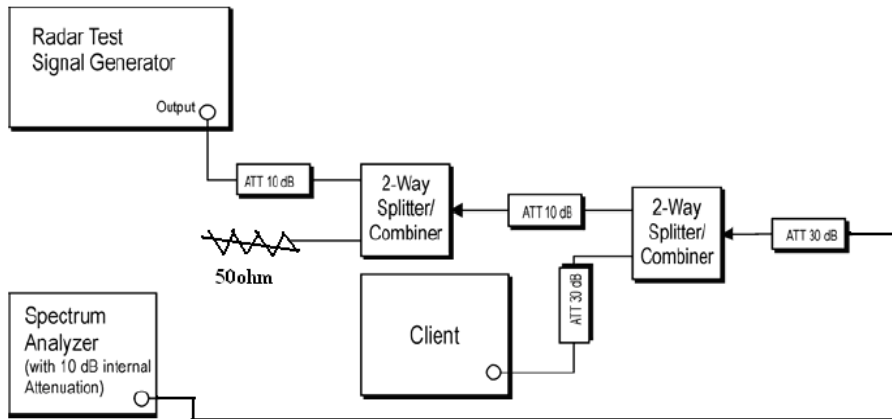 Radar Test
Signal Generator
Output
ATT 10 dB
2-Way
Splitter/
Combiner
ATT 10 dB
2-Way
Splitter/
Combiner
ATT 30 dB
50ohm
ATT 30 dB
Client
Spectrum
Analyzer
(with 10 dB internal
Attenuation)